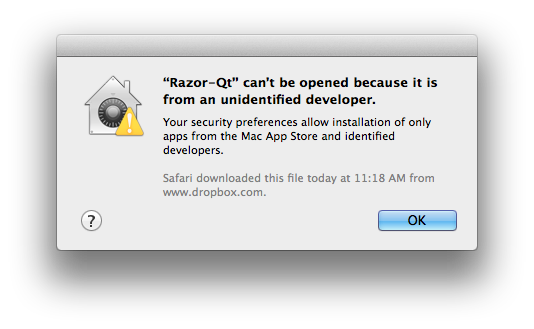 “Razor-Qt” can't be opened because it is
from an unidentified developer.
Your security preferences allow installation of only
apps from the Mac App Store and identified
developers.
Safari downloaded this file today at 11:18 AM from
www.dropbox.com.
?
OK